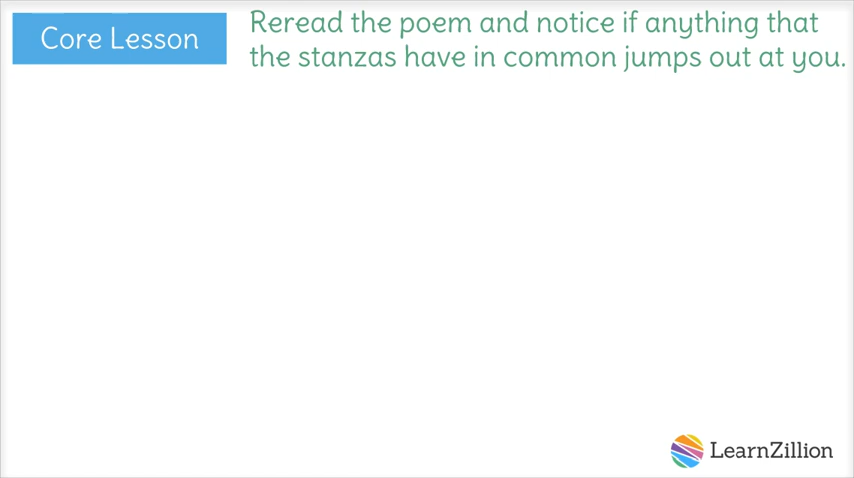 Core Lesson
Reread the poem and notice if anything that
the stanzas have in common jumps out at you.
LearnZillion